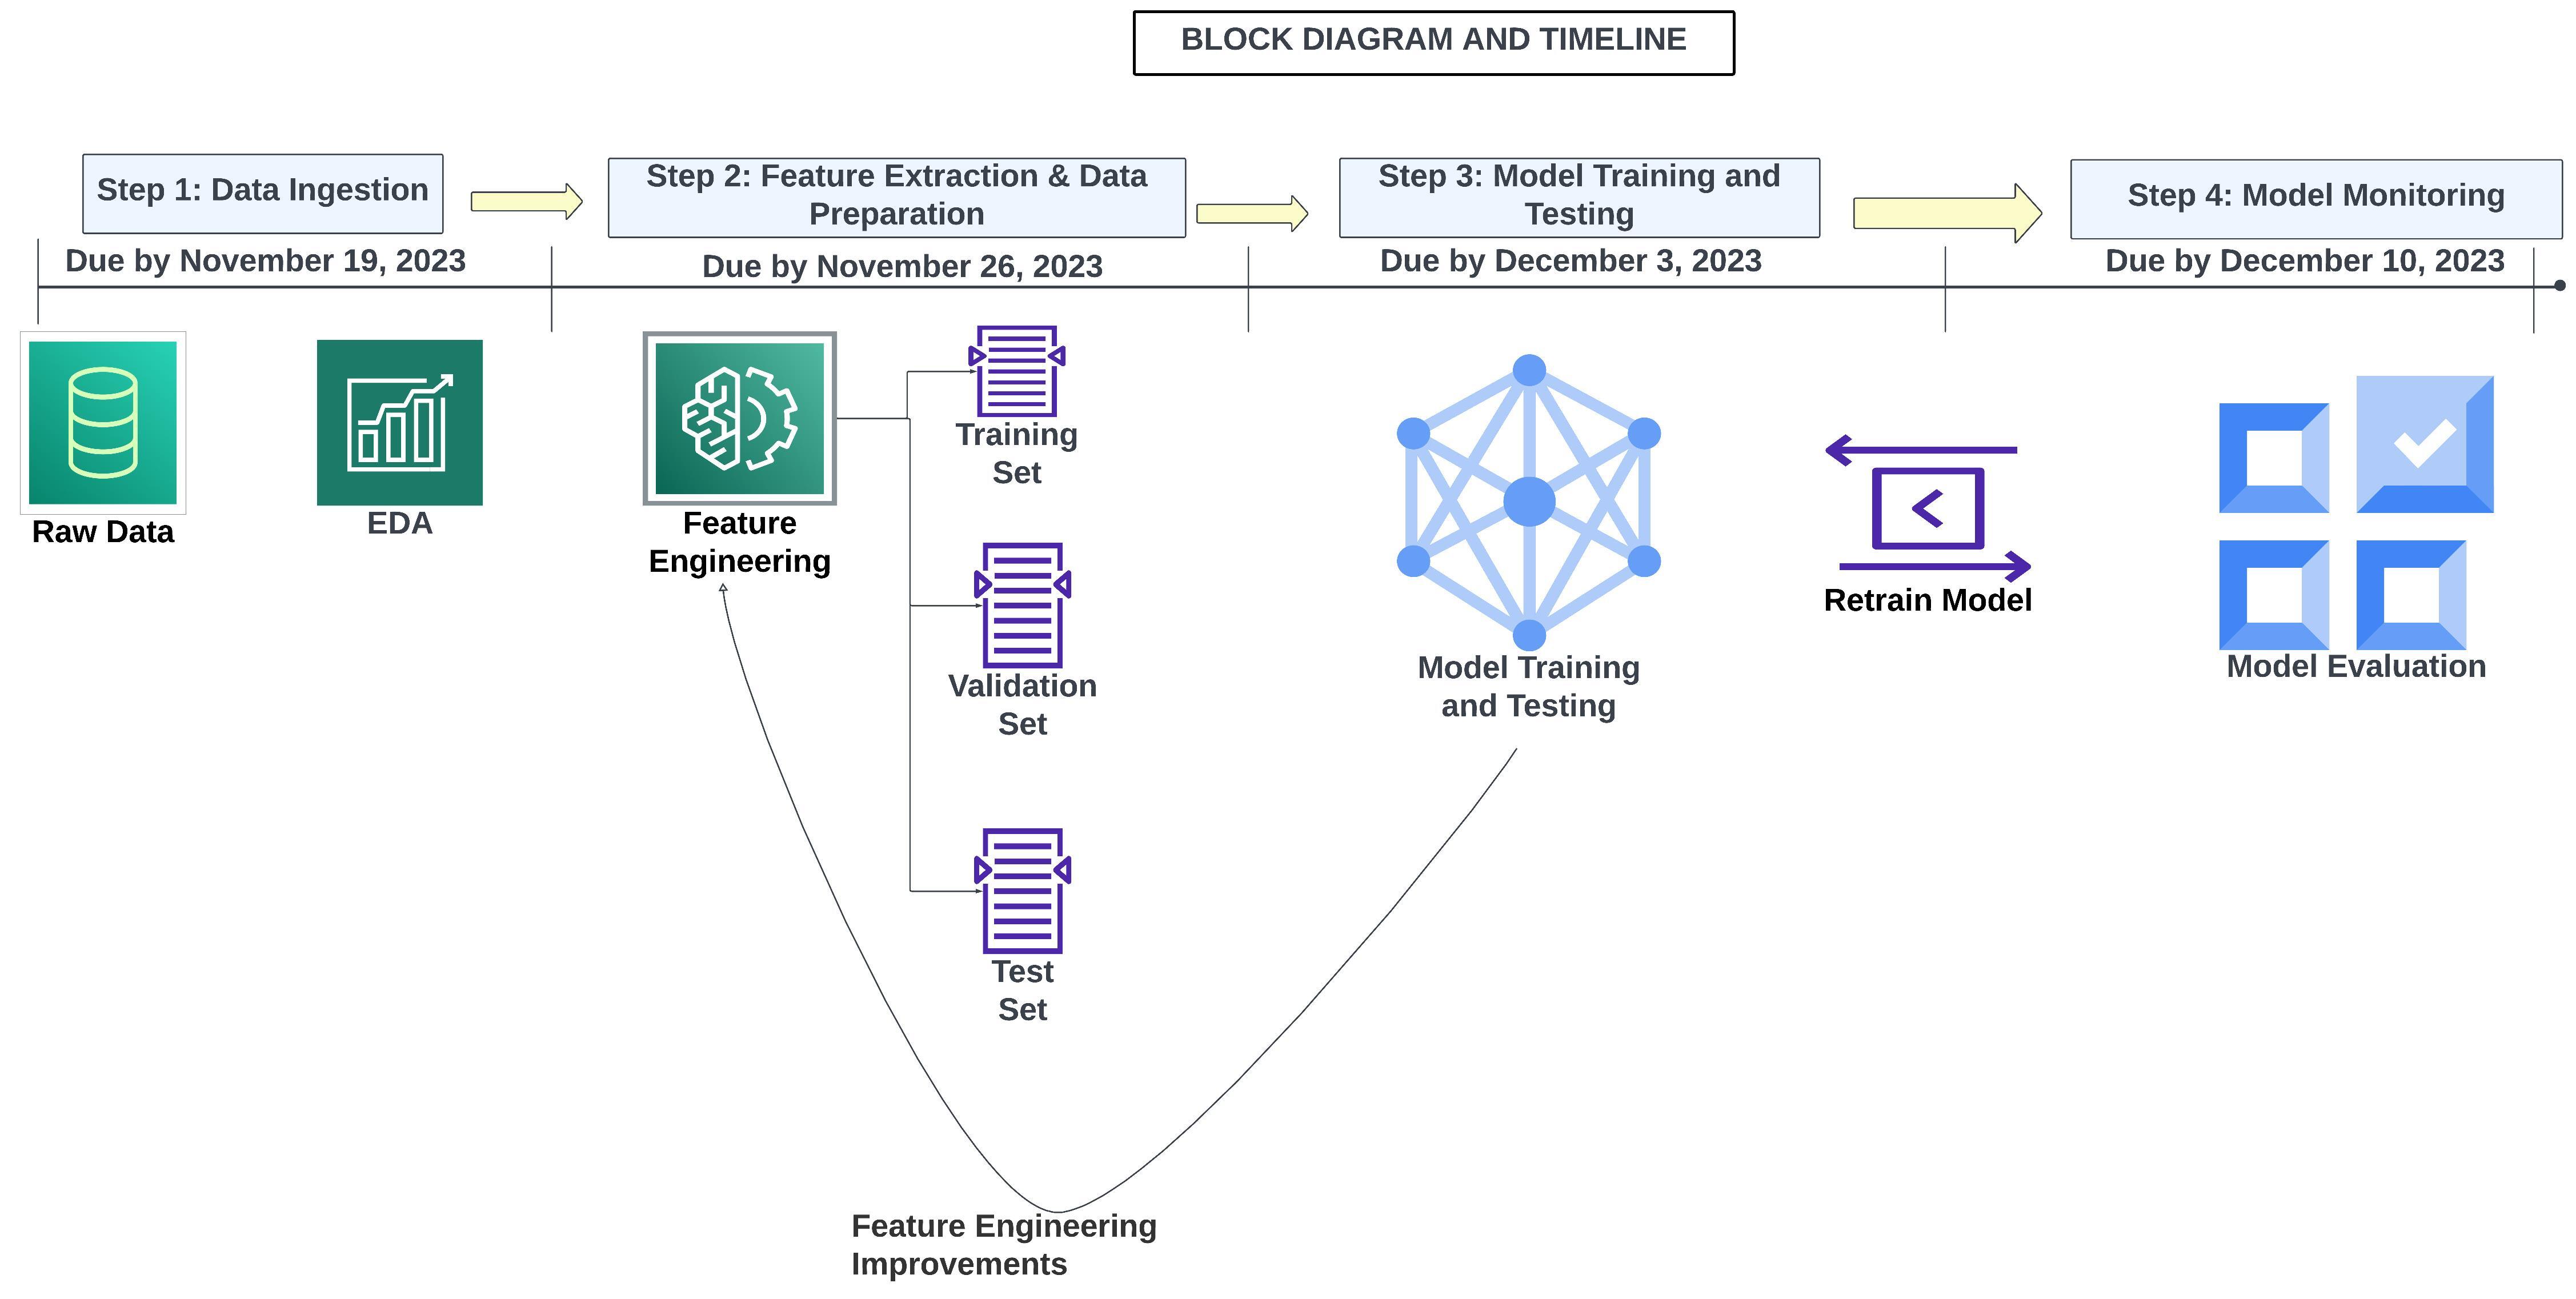 BLOCK DIAGRAM AND TIMELINE
Step 1: Data Ingestion
Step 2: Feature Extraction & Data
Preparation
Step 3: Model Training and
Testing
Step 4: Model Monitoring
Due by November 19, 2023
Due by November 26, 2023
Due by December 3, 2023
Due by December 10, 2023
Raw Data
EDA
Feature
Engineering
Training
Set
Validation
Set
Test
Set
Model Training
and Testing
Retrain Model
Model Evaluation
Feature Engineering
Improvements